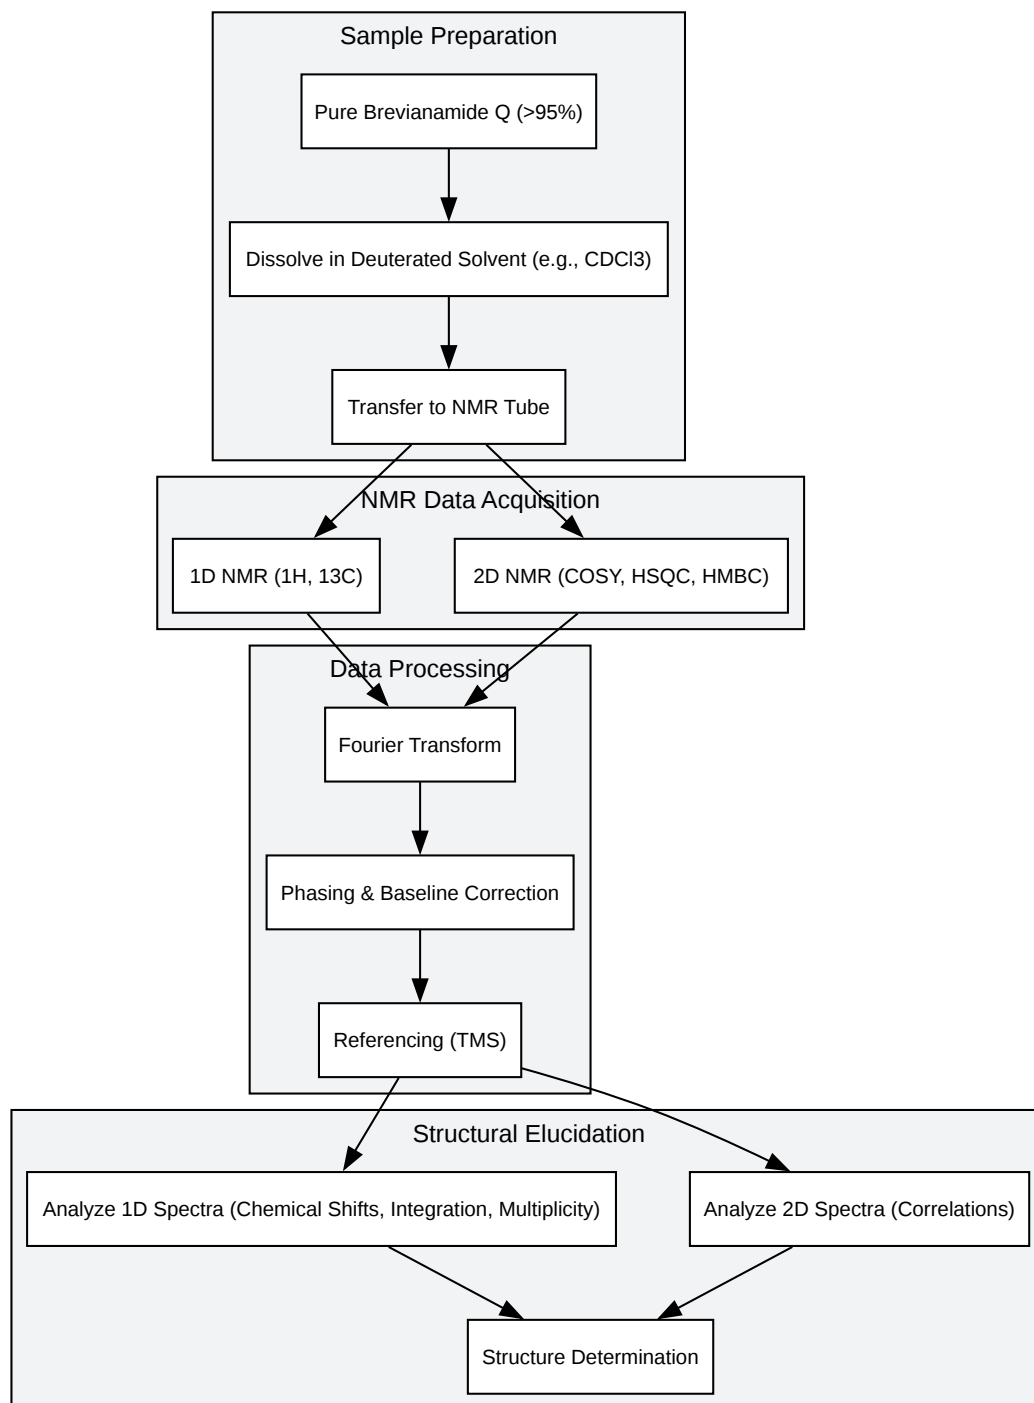 Sample Preparation
Pure Brevianamide Q (>95%)
Dissolve in Deuterated Solvent (e.g., CDCl3)
Transfer to NMR Tube
NMR Data Acquisition
1D NMR (1H, 13C)
2D NMR (COSY, HSQC, HMBC)
Data Processing
Fourier Transform
Phasing & Baseline Correction
Referencing (TMS)
Structural Elucidation
Analyze 1D Spectra (Chemical Shifts, Integration, Multiplicity)
Analyze 2D Spectra (Correlations)
Structure Determination